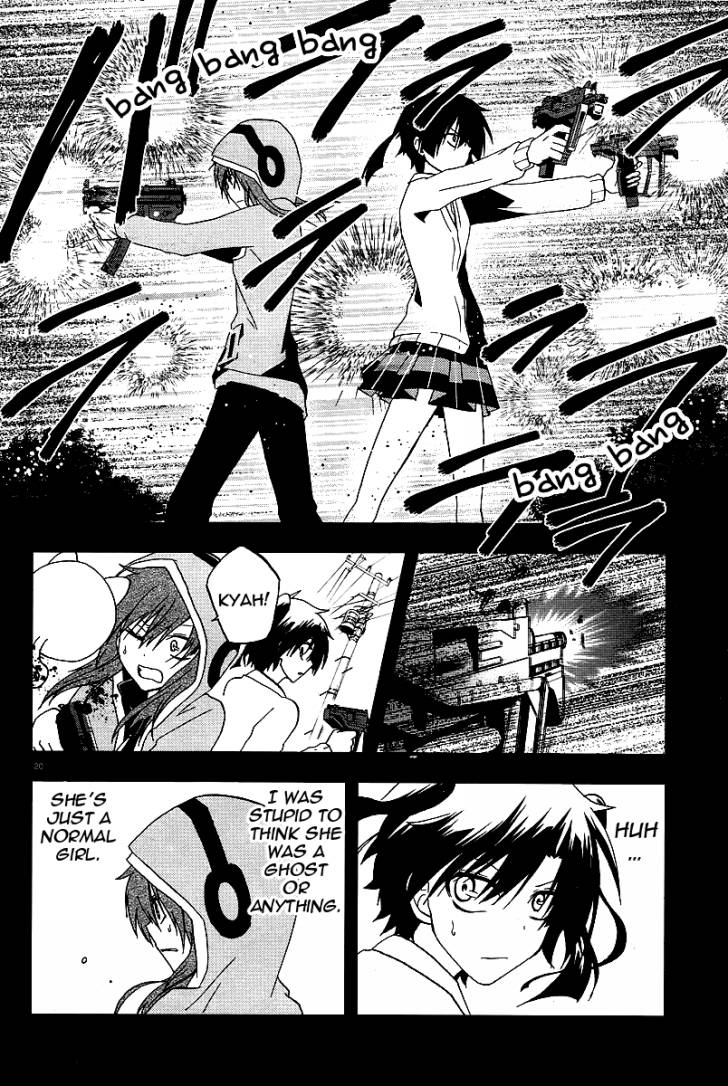 bang bang bang
bang bang
KYAH!
20
HUH
...
I WAS
STUPID TO
THINK SHE
WAS A
GHOST
OR
ANYTHING.
SHE'S
JUST A
NORMAL
GIRL.